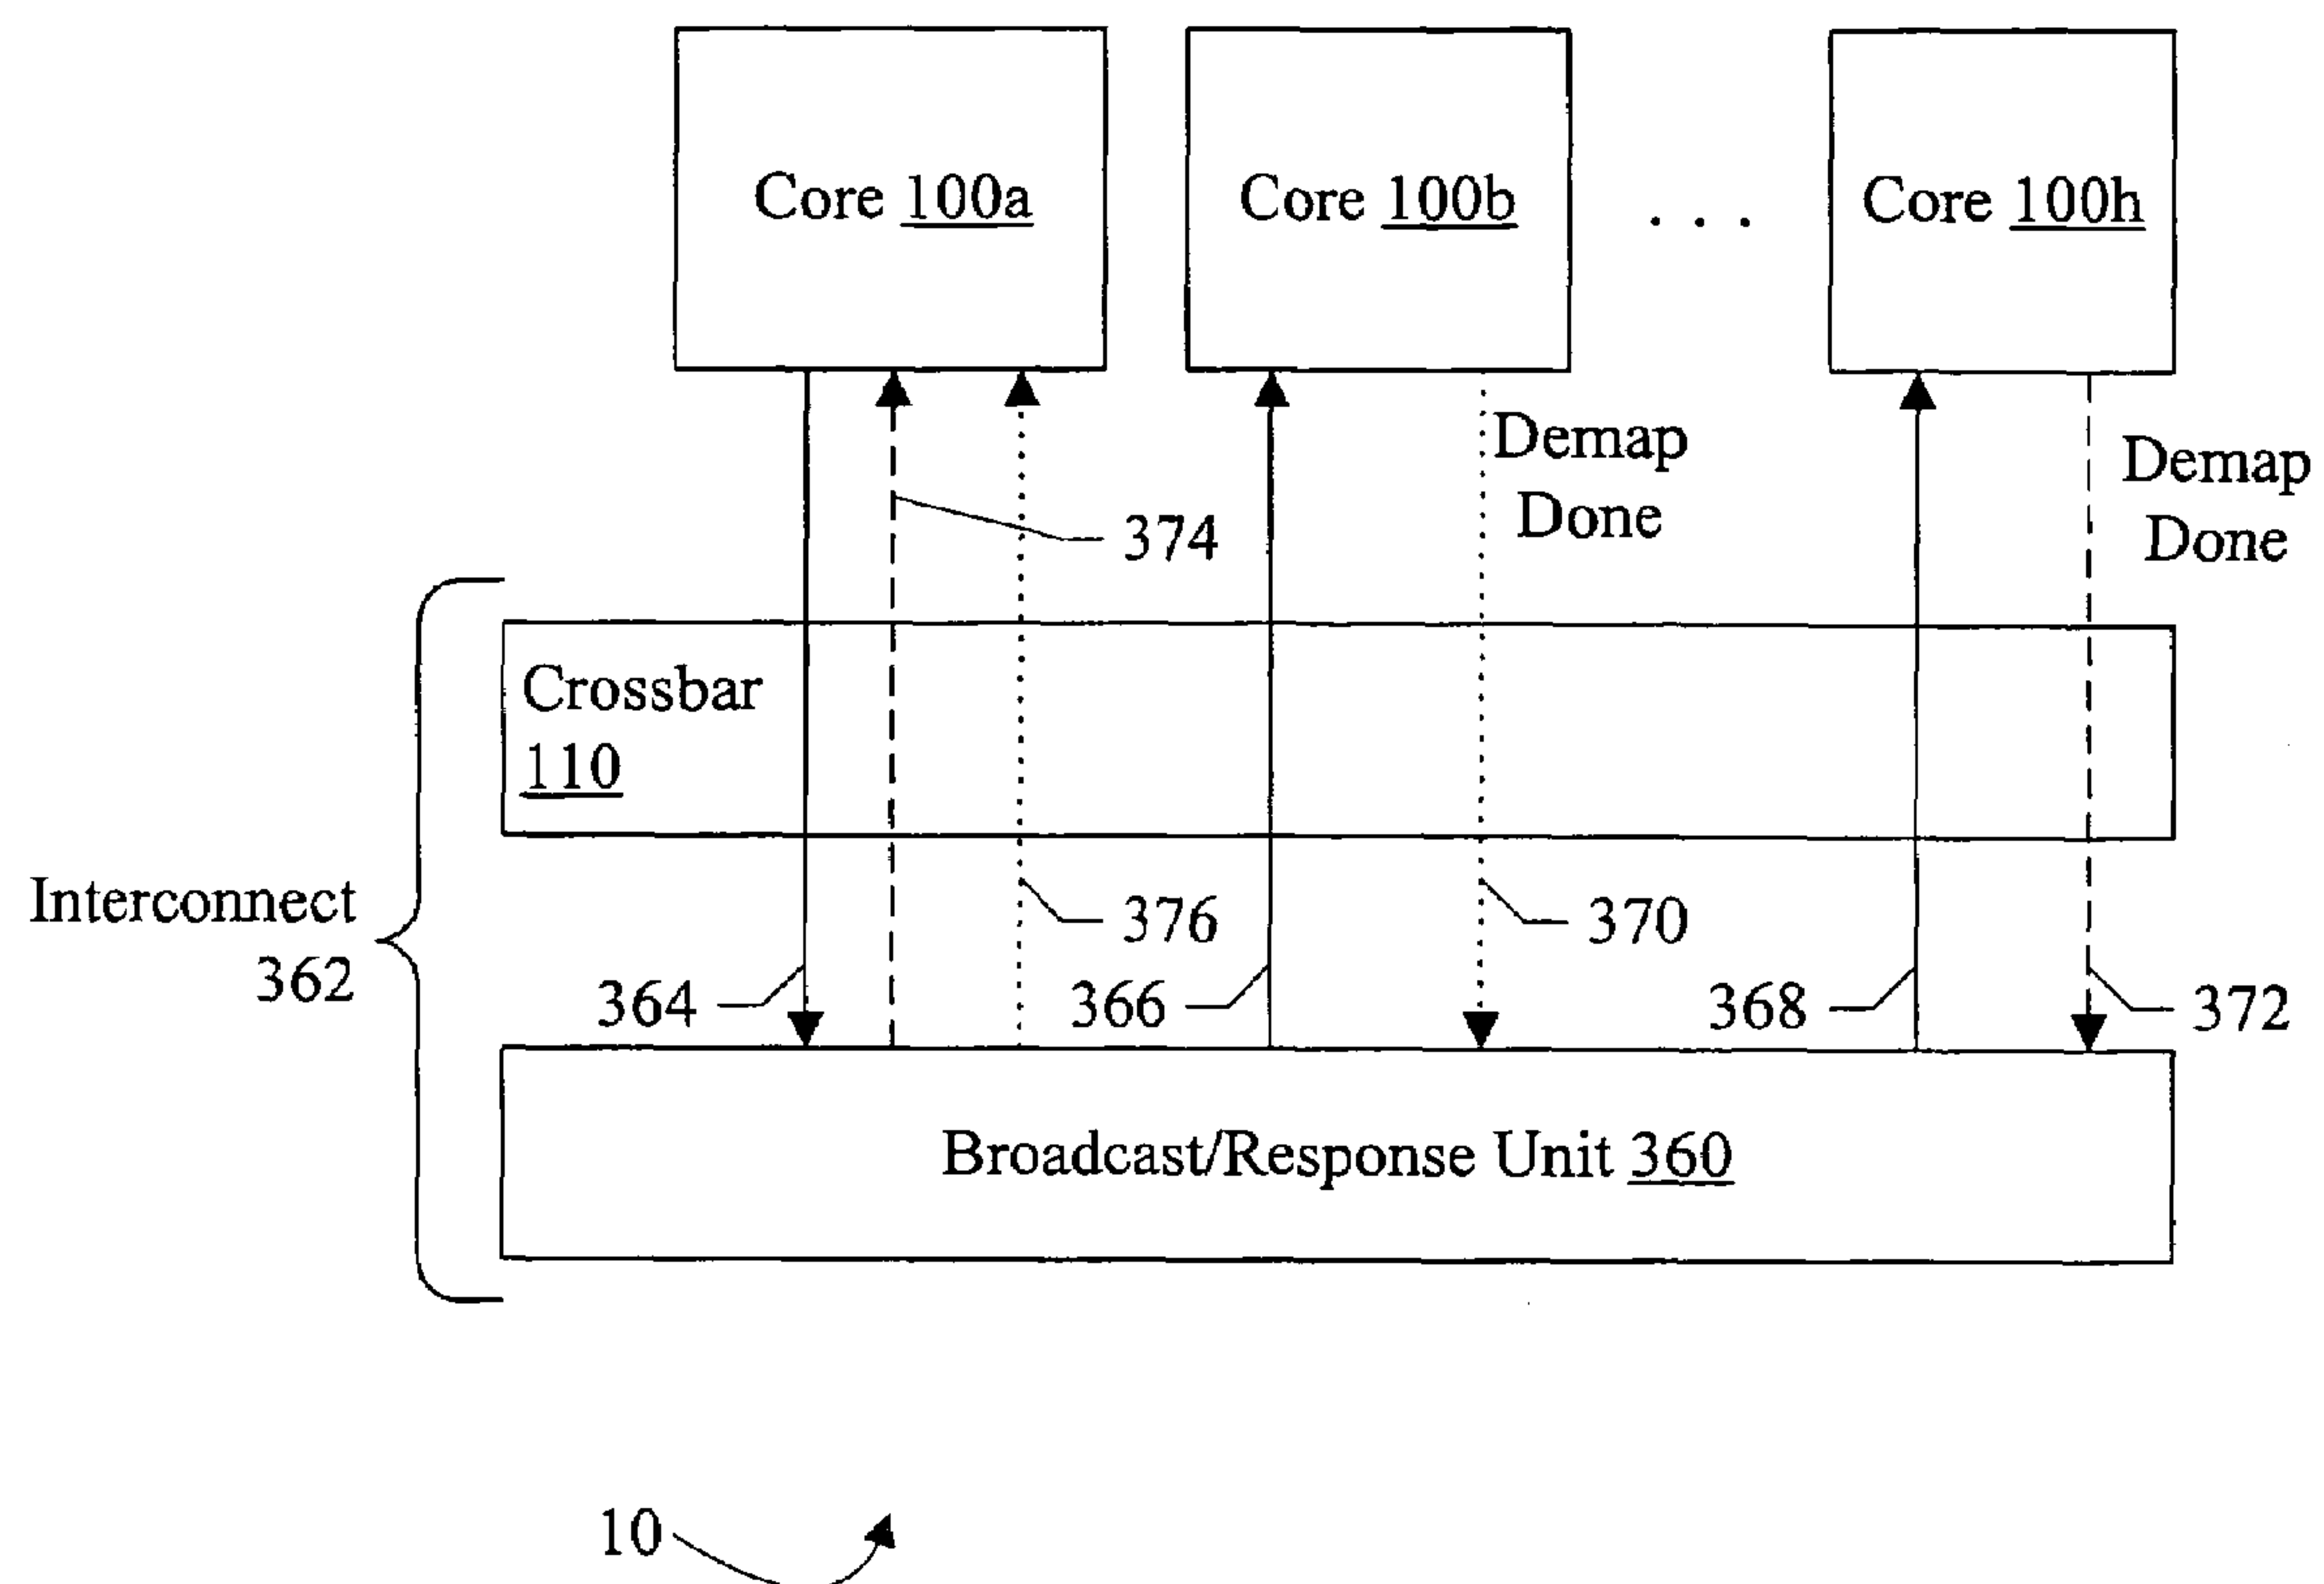 Core 100a
Core 100b
. . .
Core 100h
Demap
Done
Demap
Done
374
Crossbar
110
Interconnect
362
376
370
364
366
368
372
Broadcast/Response Unit 360
10